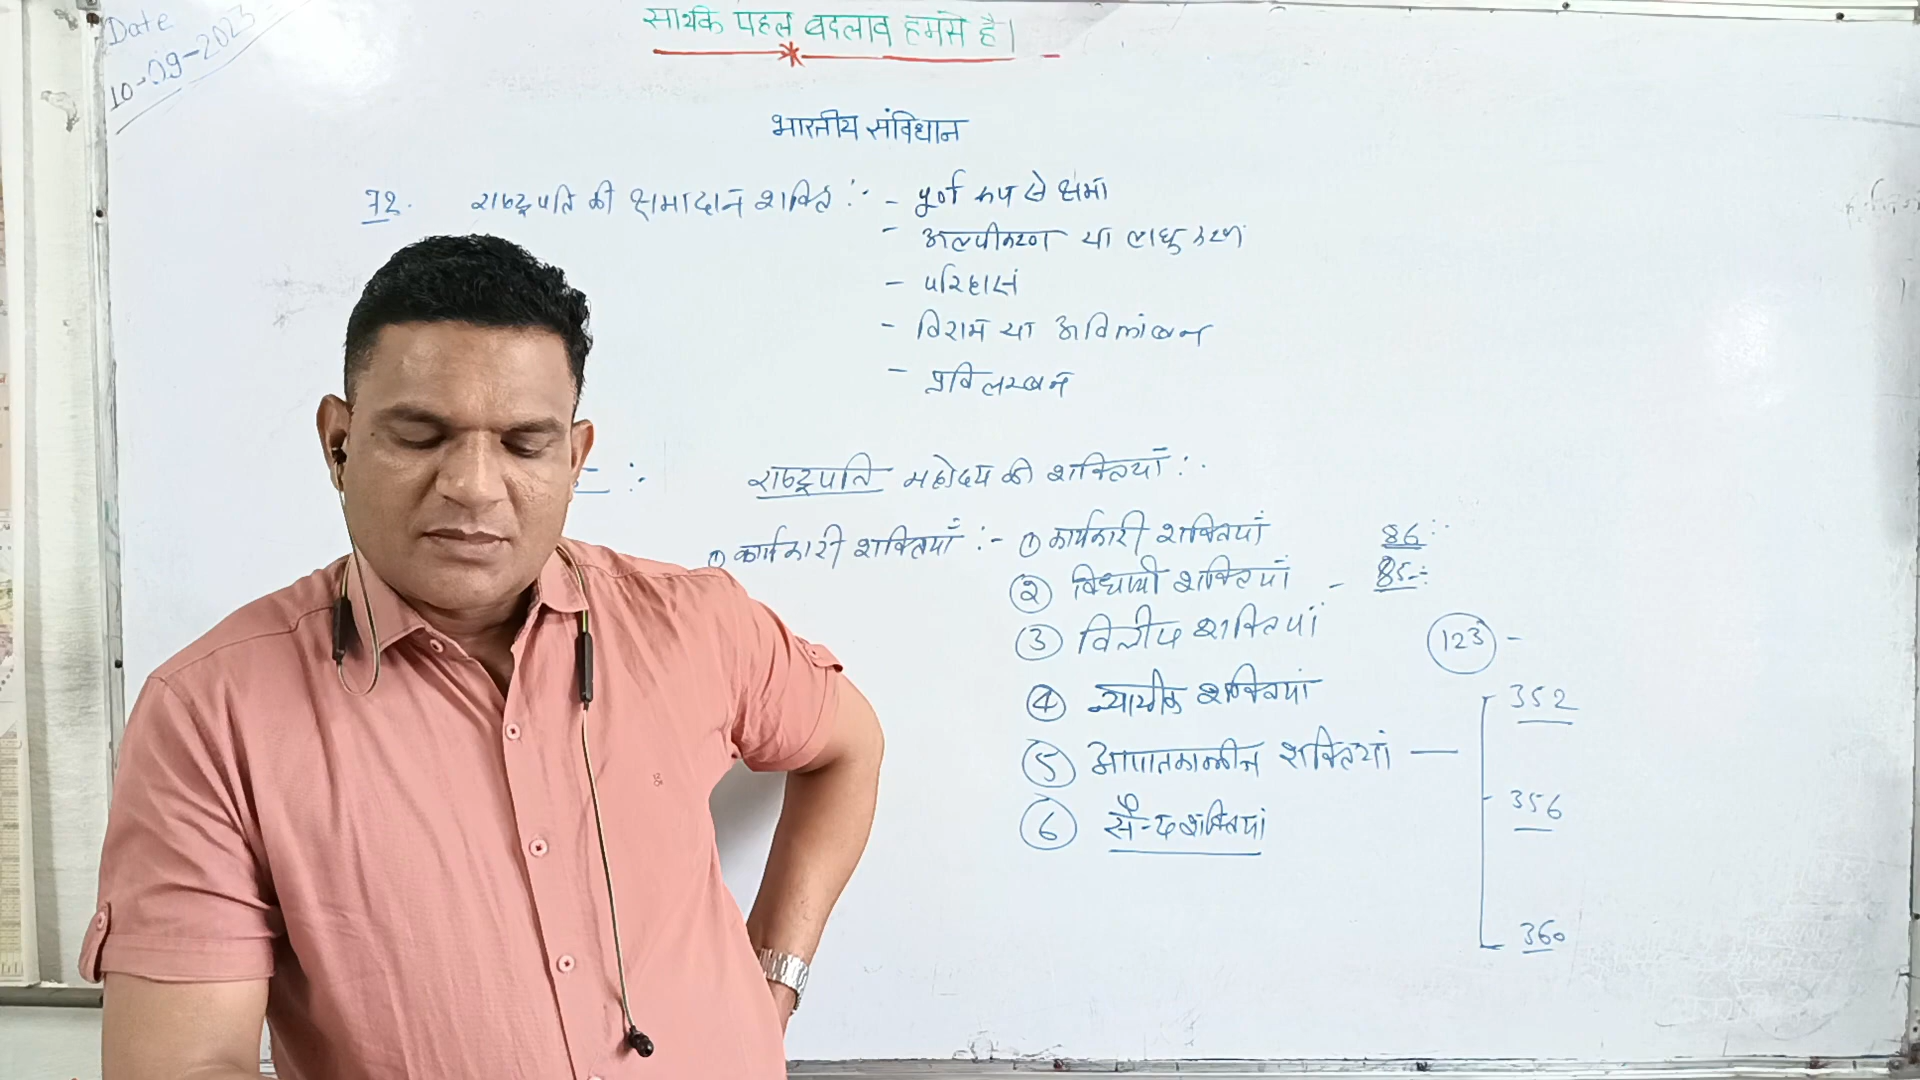 Date
10-09-2023
सार्थक पहल बदलाव हमसे है।
भारतीय संविधान
72. राष्ट्रपति की क्षमादान शक्ति :- - पूर्ण रूप से क्षमा
- अल्पीकरण या लघुकरण
- परिहास
- विराम या अविलंबन
- प्रविलम्बन
राष्ट्रपति महोदय की शक्तियाँ :-
① कार्यकारी शक्तियाँ :- ① कार्यकारी शक्तियां 86 :-
② विधायी शक्तियां - 85 :-
③ वित्तीय शक्तियां 123 -
④ न्यायीक शक्तियां 352
⑤ आपातकालीन शक्तियां — 356
⑥ सैन्य शक्तियां
360